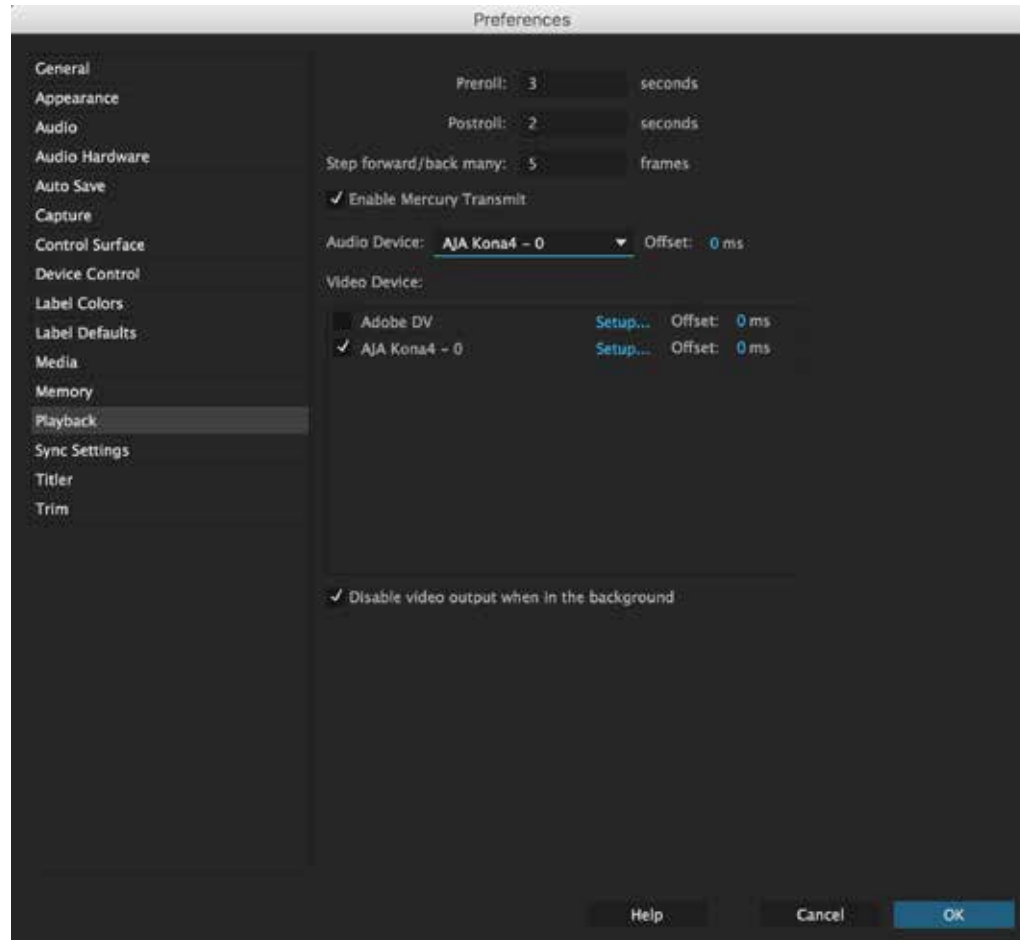 Preferences
General
Appearance
Audio
Audio Hardware
Auto Save
Capture
Control Surface
Device Control
Label Colors
Label Defaults
Media
Memory
Playback
Sync Settings
Titler
Trim
Preroll: 3 seconds
Postroll: 2 seconds
Step forward/back many: 5 frames
✓ Enable Mercury Transmit
Audio Device: AJA Kona4 – 0 Offset: 0 ms
Video Device:
Adobe DV Setup... Offset: 0 ms
✓ AJA Kona4 – 0 Setup... Offset: 0 ms
✓ Disable video output when in the background
Help Cancel OK